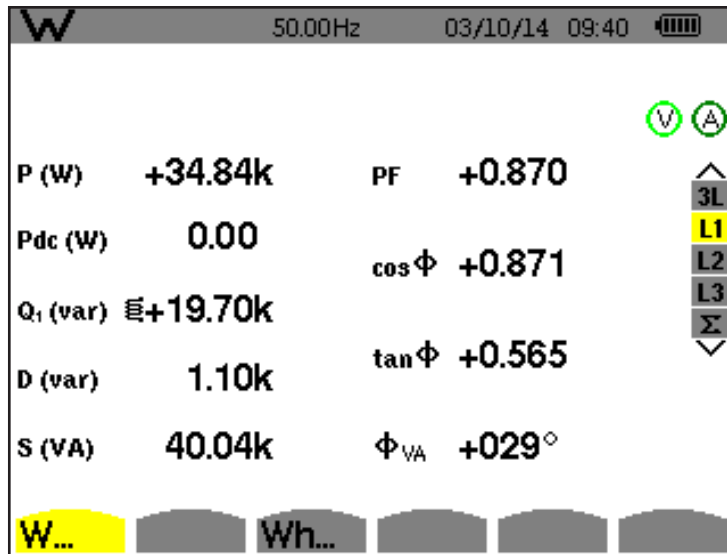 W 50.00Hz 03/10/14 09:40
V A
P (W) +34.84k PF +0.870
3L
L1
Pdc (W) 0.00
cosΦ +0.871
L2
L3
Q₁ (var) +19.70k
Σ
tanΦ +0.565
D (var) 1.10k
S (VA) 40.04k ΦVA +029°
W... Wh...